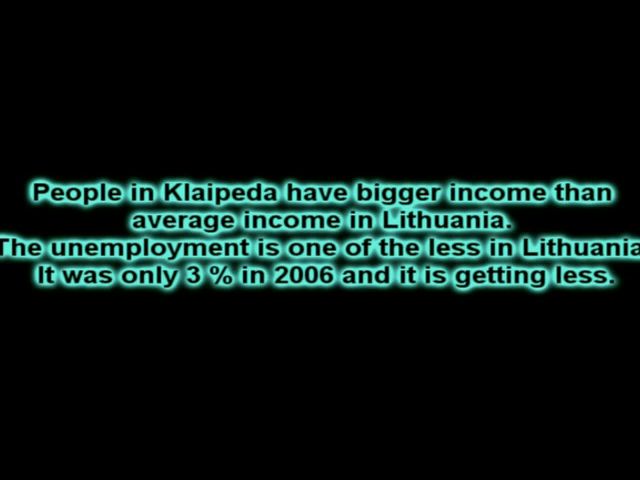 People in Klaipeda have bigger income than
average income in Lithuania.
The unemployment is one of the less in Lithuania
It was only 3 % in 2006 and it is getting less.